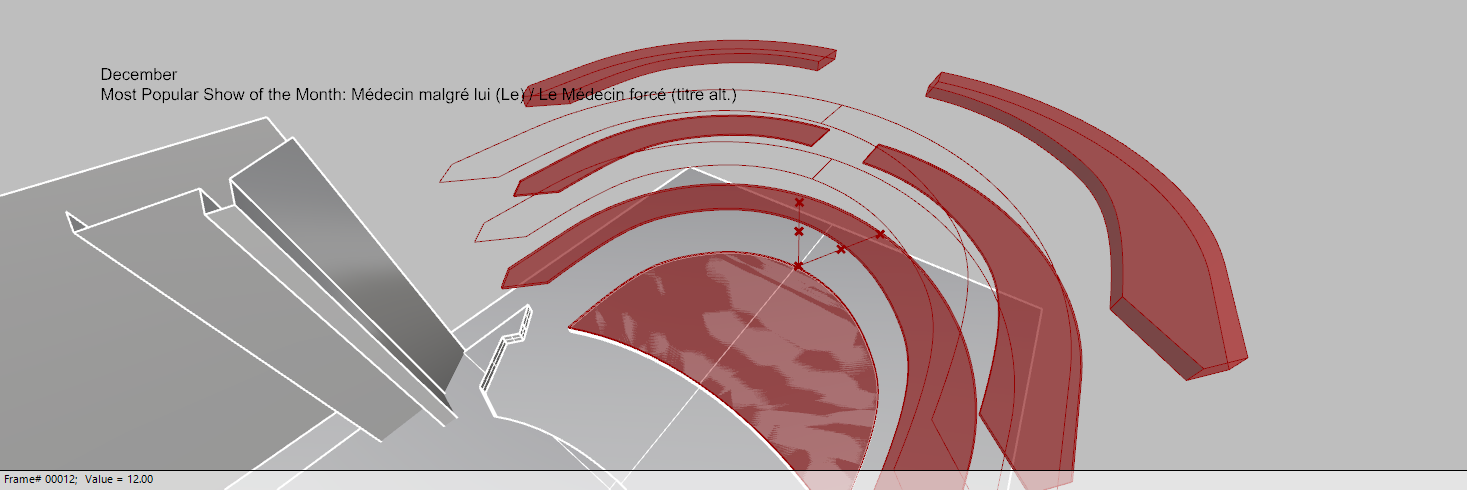 December
Most Popular Show of the Month: Médecin malgré lui (Le) / Le Médecin forcé (titre alt.)
Frame# 00012; Value = 12.00